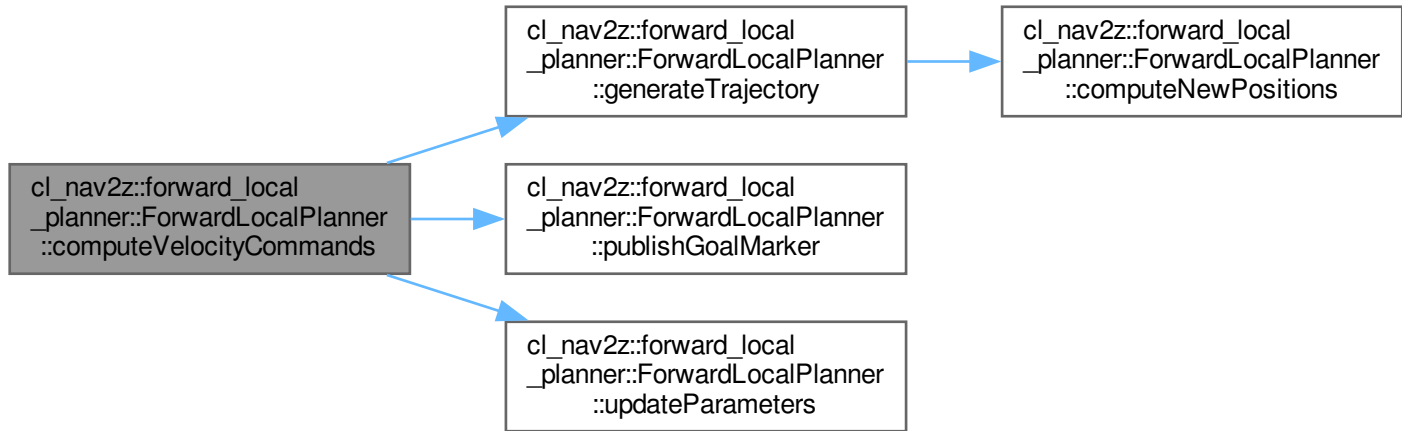 cl_nav2z::forward_local
_planner::ForwardLocalPlanner
::computeVelocityCommands
cl_nav2z::forward_local
_planner::ForwardLocalPlanner
::generateTrajectory
cl_nav2z::forward_local
_planner::ForwardLocalPlanner
::computeNewPositions
cl_nav2z::forward_local
_planner::ForwardLocalPlanner
::publishGoalMarker
cl_nav2z::forward_local
_planner::ForwardLocalPlanner
::updateParameters